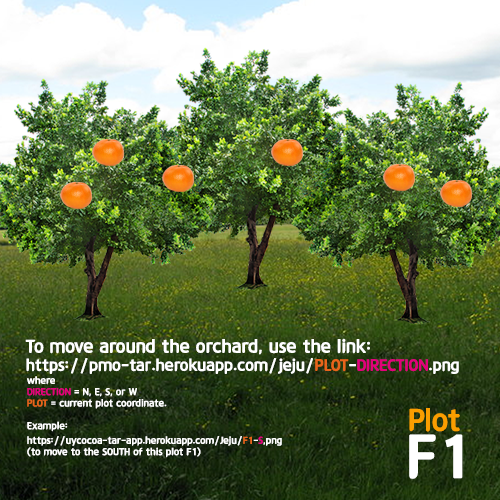 To move around the orchard, use the link:
https://pmo-tar.herokuapp.com/jeju/PLOT-DIRECTION.png
where
DIRECTION = N, E, S, or W
PLOT = current plot coordinate.
Example:
https://uycocoa-tar-app.herokuapp.com/Jeju/F1-S.png
(to move to the SOUTH of this plot F1)
Plot
F1